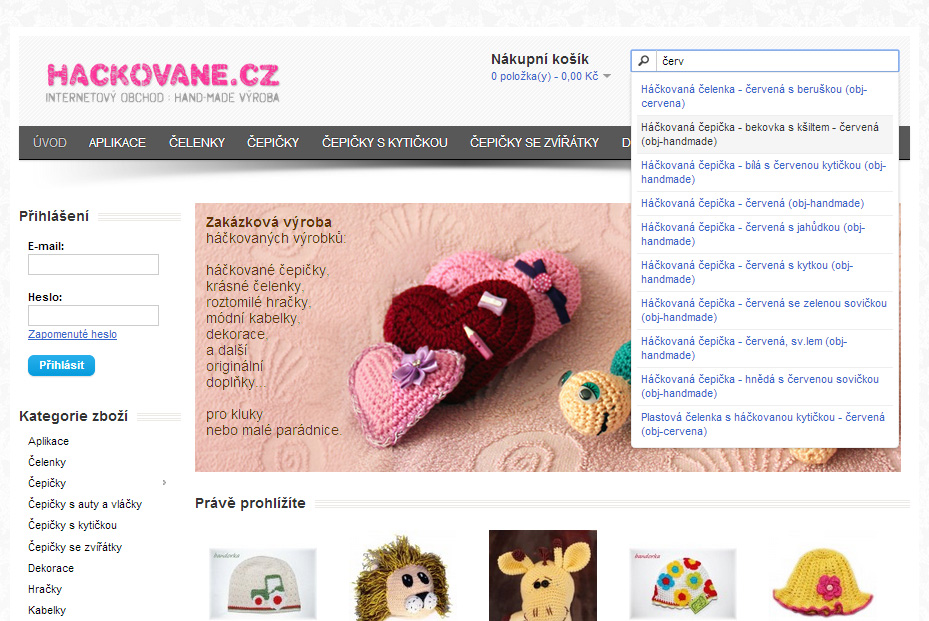 HACKOVANE.CZ
INTERNETOVÝ OBCHOD : HAND-MADE VÝROBA
Nákupní košík
0 položka(y) - 0,00 Kč
červ
Háčkovaná čelenka - červená s beruškou (obj-
cervena)
Háčkovaná čepička - bekovka s kšiltem - červená
(obj-handmade)
Háčkovaná čepička - bílá s červenou kytičkou (obj-
handmade)
Háčkovaná čepička - červená (obj-handmade)
Háčkovaná čepička - červená s jahůdkou (obj-
handmade)
Háčkovaná čepička - červená s kytkou (obj-
handmade)
Háčkovaná čepička - červená se zelenou sovičkou
(obj-handmade)
Háčkovaná čepička - červená, sv.lem (obj-
handmade)
Háčkovaná čepička - hnědá s červenou sovičkou
(obj-handmade)
Plastová čelenka s háčkovanou kytičkou - červená
(obj-cervena)
ÚVOD APLIKACE ČELENKY ČEPIČKY ČEPIČKY S KYTIČKOU ČEPIČKY SE ZVÍŘÁTKY D
Přihlášení
E-mail:
Heslo:
Zapomenuté heslo
Přihlásit
Kategorie zboží
Aplikace
Čelenky
Čepičky
Čepičky s auty a vláčky
Čepičky s kytičkou
Čepičky se zvířátky
Dekorace
Hračky
Kabelky
Zakázková výroba
háčkovaných výrobků:
háčkované čepičky,
krásné čelenky,
roztomilé hračky,
módní kabelky,
dekorace,
a další
originální
doplňky...
pro kluky
nebo malé parádnice.
Právě prohlížíte
bandorka
bandorka